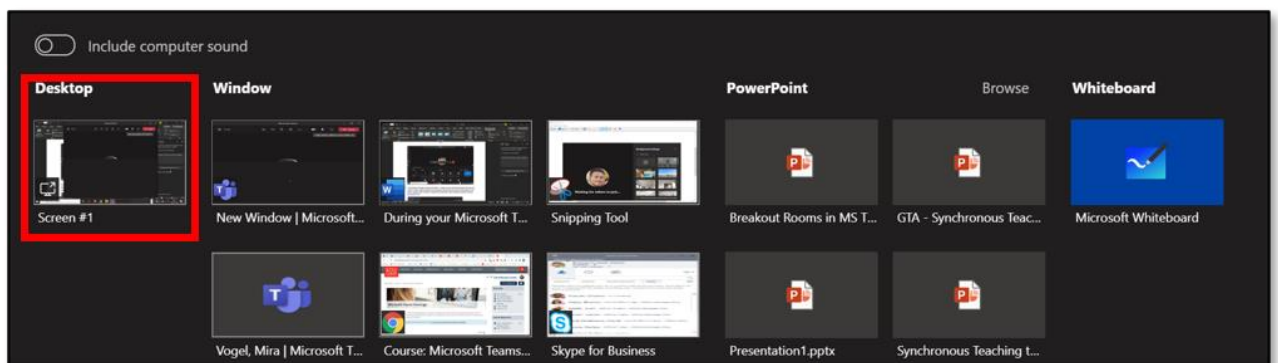 Include computer sound
Desktop
Window
PowerPoint
Browse
Whiteboard
Screen #1
New Window | Microsoft...
During your Microsoft T...
Snipping Tool
Breakout Rooms in MS T...
GTA - Synchronous Teac...
Microsoft Whiteboard
Vogel, Mira | Microsoft T...
Course: Microsoft Teams...
Skype for Business
Presentation1.pptx
Synchronous Teaching t...